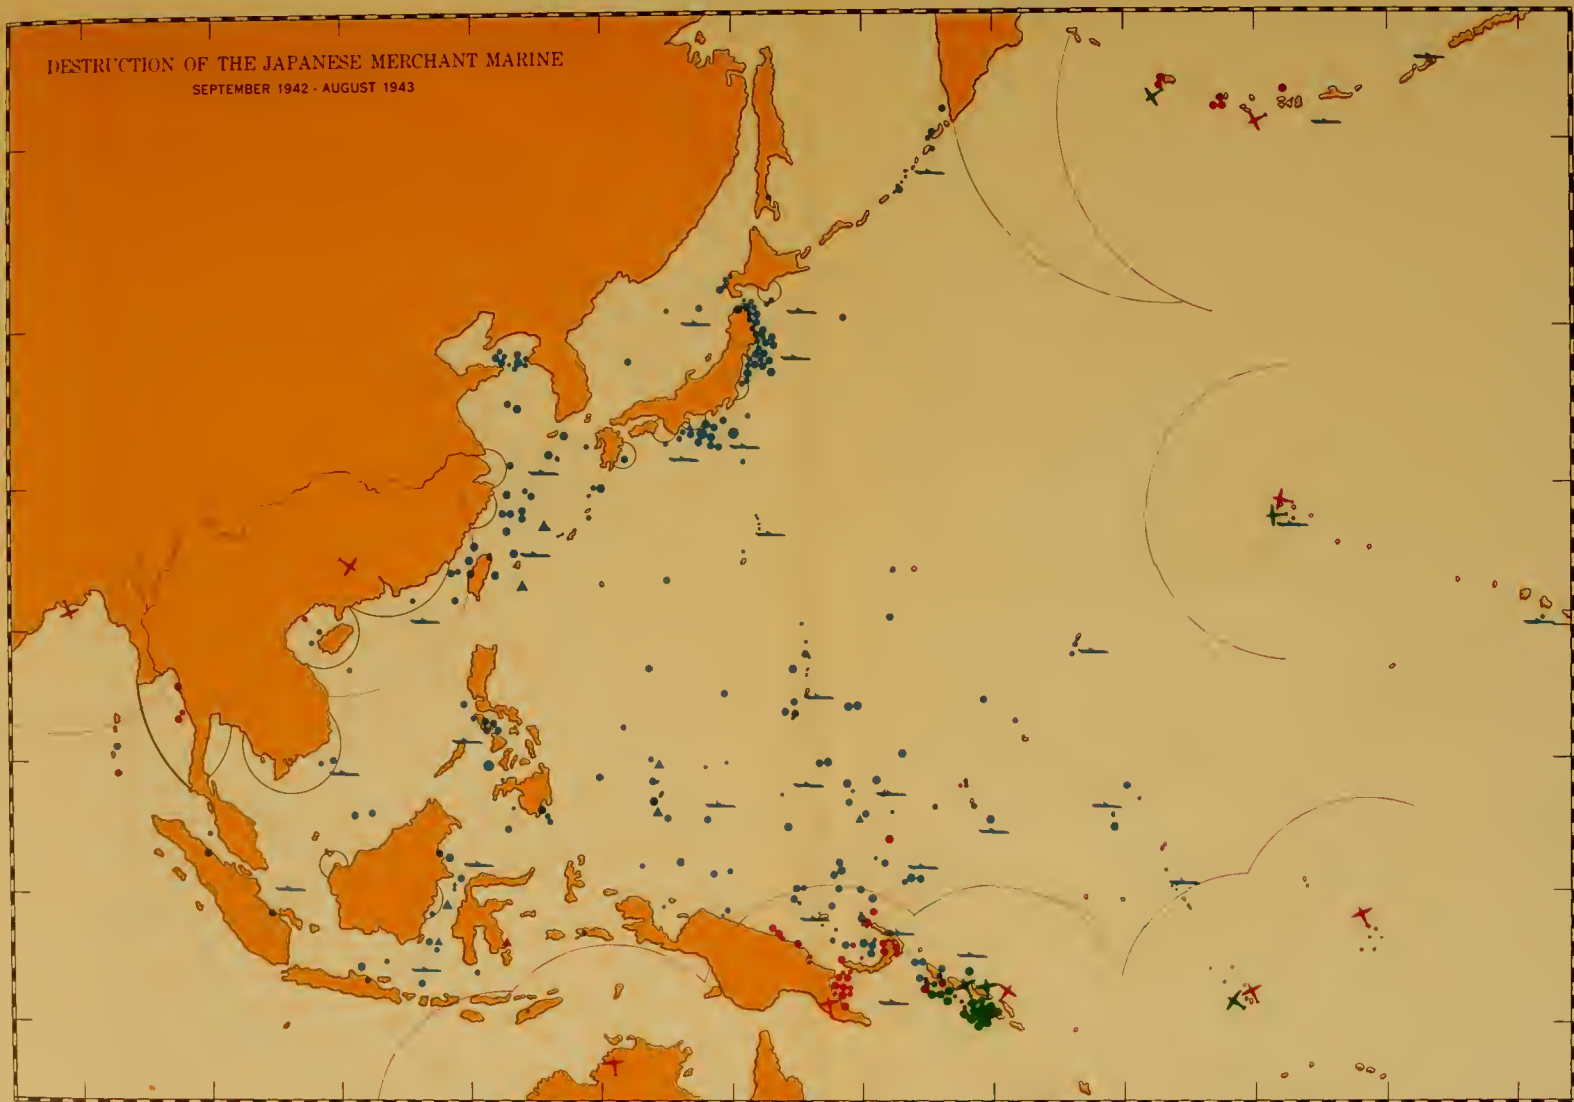 DESTRUCTION OF THE JAPANESE MERCHANT MARINE
SEPTEMBER 1942 - AUGUST 1943